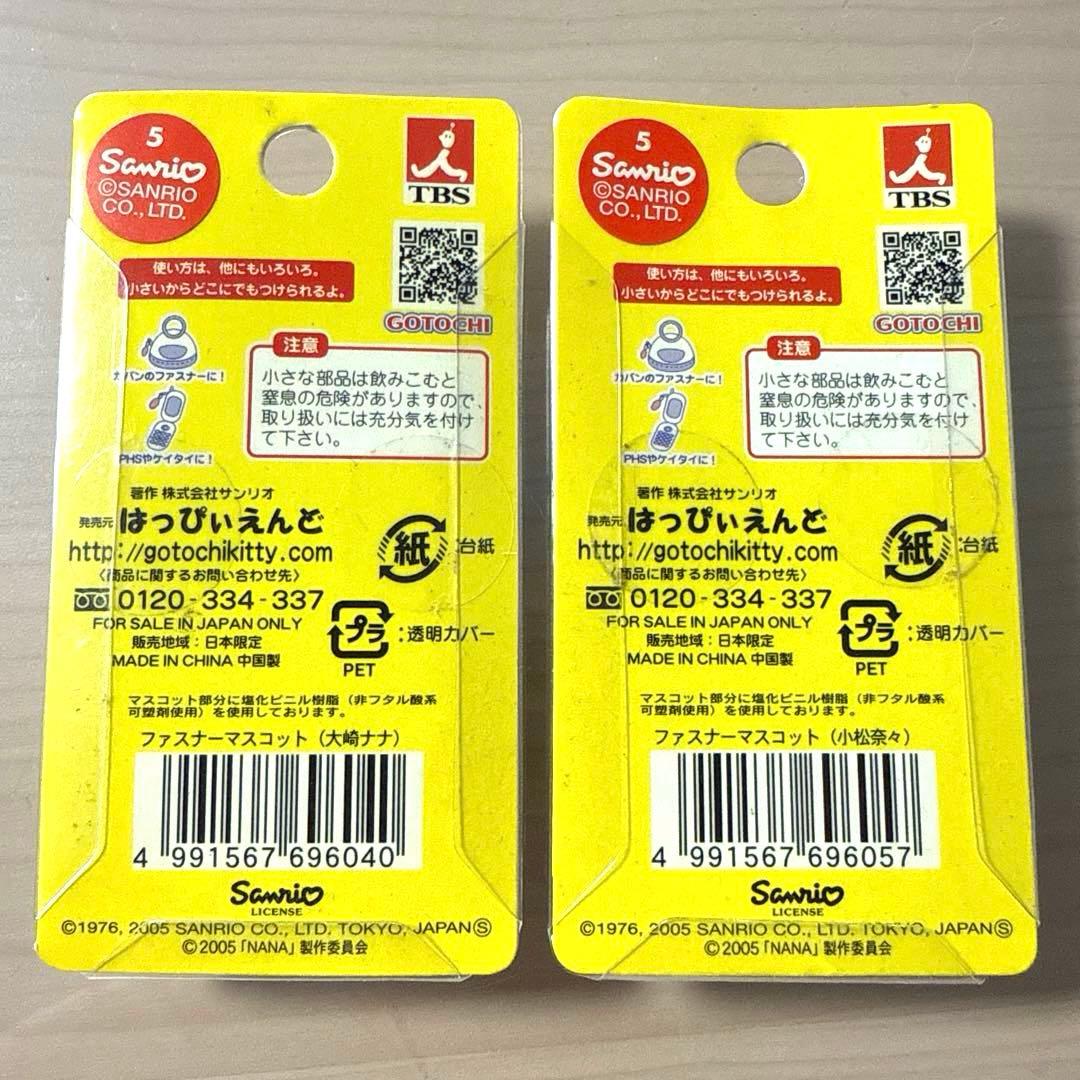 5
Sanrio
©SANRIO
CO., LTD.
TBS
使い方は、他にもいろいろ。
小さいからどこにでもつけられるよ。
GOTOCHI
カバンのファスナーに!
PHSやケイタイに!
注意
小さな部品は飲みこむと
窒息の危険がありますので、
取り扱いには充分気を付け
て下さい。
著作 株式会社サンリオ
発売元 はっぴぃえんど
http://gotochikitty.com
〈商品に関するお問い合わせ先〉
0120-334-337
FOR SALE IN JAPAN ONLY
販売地域:日本限定
MADE IN CHINA 中国製
紙 :台紙
プラ :透明カバー
PET
マスコット部分に塩化ビニル樹脂(非フタル酸系
可塑剤使用)を使用しております。
ファスナーマスコット(大崎ナナ)
4 991567 696040
Sanrio
LICENSE
©1976, 2005 SANRIO CO., LTD. TOKYO, JAPANⓈ
©2005「NANA」製作委員会
5
Sanrio
©SANRIO
CO., LTD.
TBS
使い方は、他にもいろいろ。
小さいからどこにでもつけられるよ。
GOTOCHI
カバンのファスナーに!
PHSやケイタイに!
注意
小さな部品は飲みこむと
窒息の危険がありますので、
取り扱いには充分気を付け
て下さい。
著作 株式会社サンリオ
発売元 はっぴぃえんど
http://gotochikitty.com
〈商品に関するお問い合わせ先〉
0120-334-337
FOR SALE IN JAPAN ONLY
販売地域:日本限定
MADE IN CHINA 中国製
紙 :台紙
プラ :透明カバー
PET
マスコット部分に塩化ビニル樹脂(非フタル酸系
可塑剤使用)を使用しております。
ファスナーマスコット(小松奈々)
4 991567 696057
Sanrio
LICENSE
©1976, 2005 SANRIO CO., LTD. TOKYO, JAPANⓈ
©2005「NANA」製作委員会